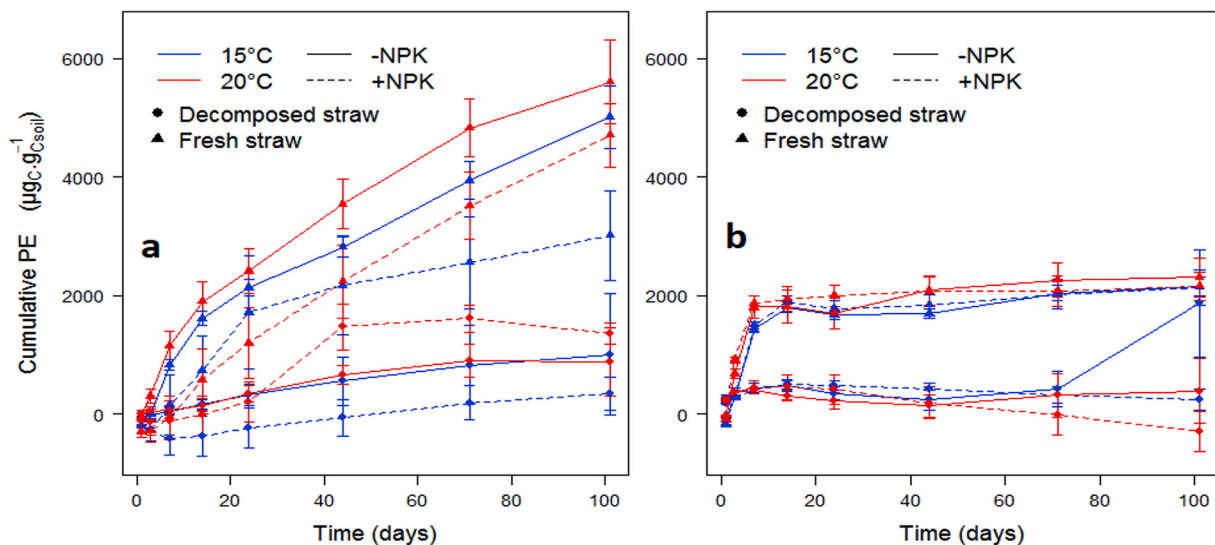 15°C -NPK
20°C +NPK
Decomposed straw
Fresh straw
a
Cumulative PE (µgC.gCsoil⁻¹)
6000
4000
2000
0
0 20 40 60 80 100
Time (days)
15°C -NPK
20°C +NPK
Decomposed straw
Fresh straw
b
6000
4000
2000
0
0 20 40 60 80 100
Time (days)